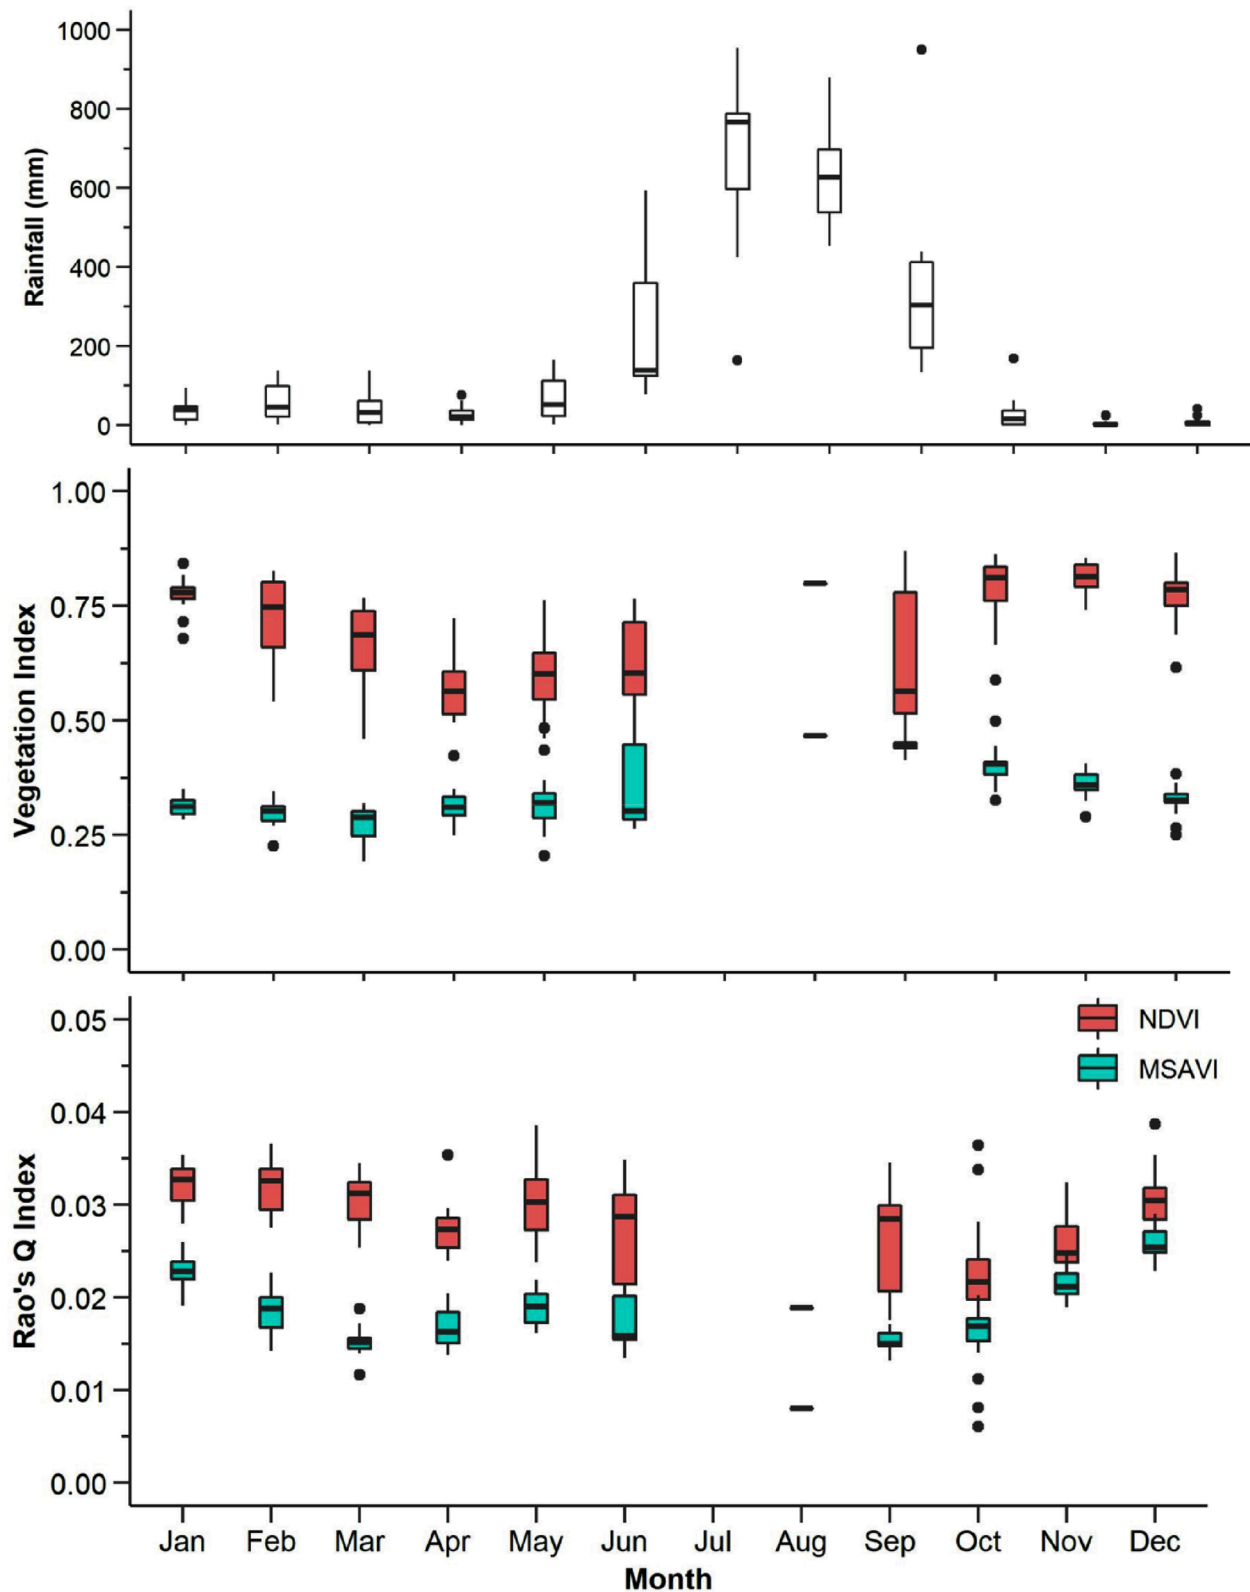 Rainfall (mm)
1000
800
600
400
200
0
Vegetation Index
1.00
0.75
0.50
0.25
0.00
Rao's Q Index
0.05
0.04
0.03
0.02
0.01
0.00
NDVI
MSAVI
Jan Feb Mar Apr May Jun Jul Aug Sep Oct Nov Dec
Month